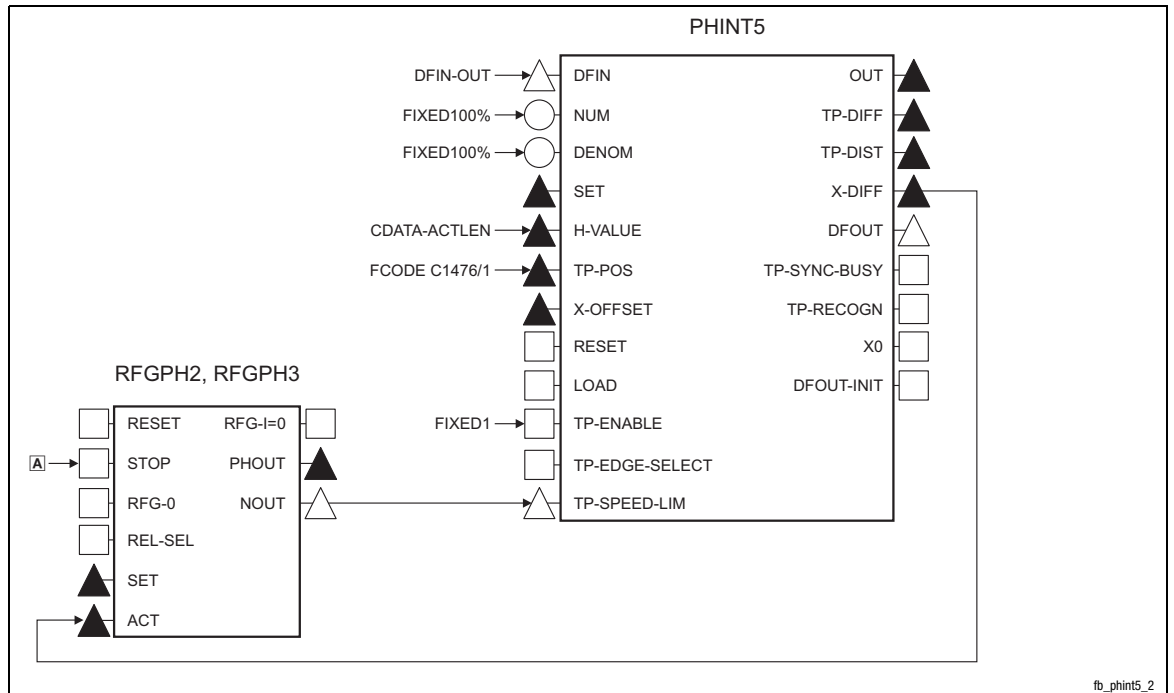 PHINT5
DFIN-OUT DFIN OUT
FIXED100% NUM TP-DIFF
FIXED100% DENOM TP-DIST
SET X-DIFF
CDATA-ACTLEN H-VALUE DFOUT
FCODE C1476/1 TP-POS TP-SYNC-BUSY
X-OFFSET TP-RECOGN
RESET X0
LOAD DFOUT-INIT
FIXED1 TP-ENABLE
TP-EDGE-SELECT
TP-SPEED-LIM
RFGPH2, RFGPH3
RESET RFG-I=0
A STOP PHOUT
RFG-0 NOUT
REL-SEL
SET
ACT
fb_phint5_2